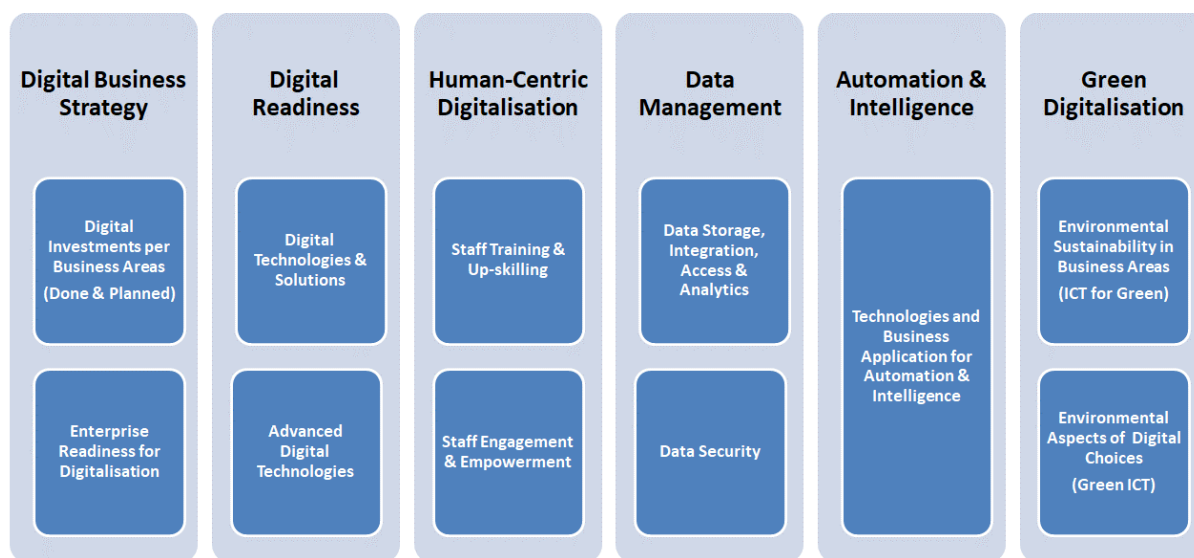 Digital Business
Strategy
Digital
Investments per
Business Areas
(Done & Planned)
Enterprise
Readiness for
Digitalisation
Digital
Readiness
Digital
Technologies &
Solutions
Advanced
Digital
Technologies
Human-Centric
Digitalisation
Staff Training &
Up-skilling
Staff Engagement
& Empowerment
Data
Management
Data Storage,
Integration,
Access &
Analytics
Data Security
Automation &
Intelligence
Technologies and
Business
Application for
Automation &
Intelligence
Green
Digitalisation
Environmental
Sustainability in
Business Areas
(ICT for Green)
Environmental
Aspects of Digital
Choices
(Green ICT)